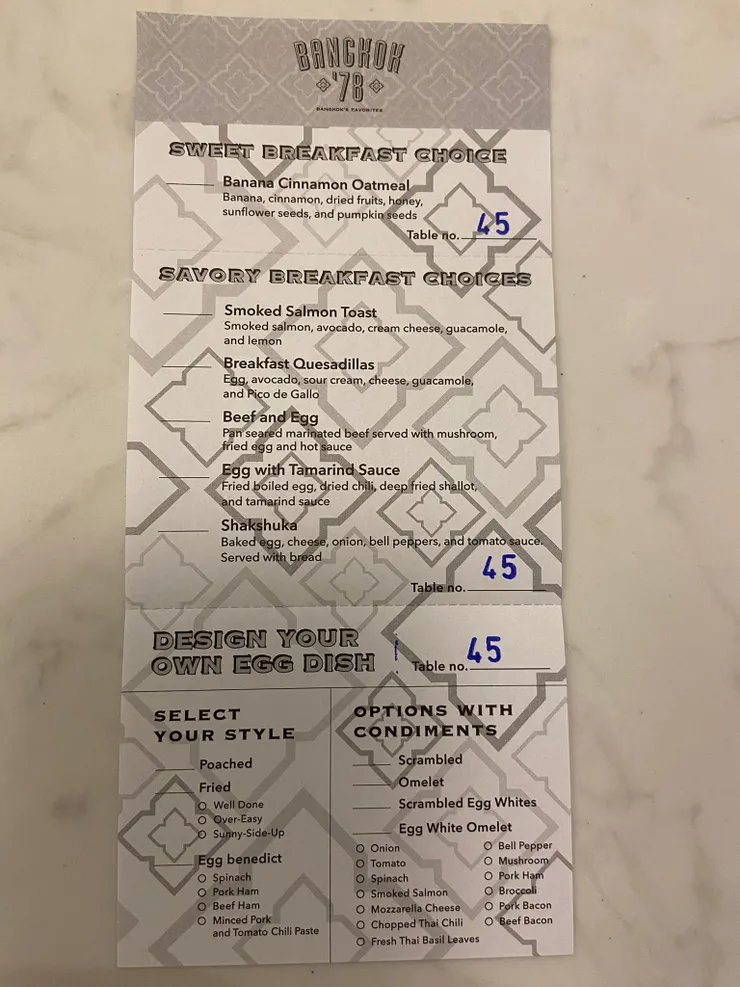 BANGKOK
'78
BANGKOK'S FAVORITES
SWEET BREAKFAST CHOICE
Banana Cinnamon Oatmeal
Banana, cinnamon, dried fruits, honey,
sunflower seeds, and pumpkin seeds
Table no. 45
SAVORY BREAKFAST CHOICES
Smoked Salmon Toast
Smoked salmon, avocado, cream cheese, guacamole,
and lemon
Breakfast Quesadillas
Egg, avocado, sour cream, cheese, guacamole,
and Pico de Gallo
Beef and Egg
Pan seared marinated beef served with mushroom,
fried egg and hot sauce
Egg with Tamarind Sauce
Fried boiled egg, dried chili, deep fried shallot,
and tamarind sauce
Shakshuka
Baked egg, cheese, onion, bell peppers, and tomato sauce.
Served with bread
Table no. 45
DESIGN YOUR
OWN EGG DISH
Table no. 45
SELECT
YOUR STYLE
Poached
Fried
Well Done
Over-Easy
Sunny-Side-Up
Egg benedict
Spinach
Pork Ham
Beef Ham
Minced Pork
and Tomato Chili Paste
OPTIONS WITH
CONDIMENTS
Scrambled
Omelet
Scrambled Egg Whites
Egg White Omelet
Onion
Tomato
Spinach
Smoked Salmon
Mozzarella Cheese
Chopped Thai Chili
Fresh Thai Basil Leaves
Bell Pepper
Mushroom
Pork Ham
Broccoli
Pork Bacon
Beef Bacon